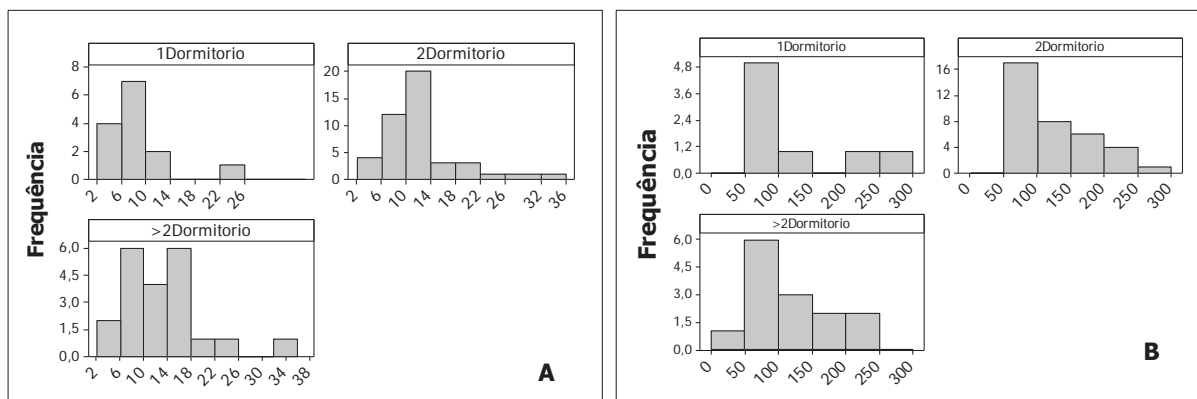 1Dormitorio
8
6
4
2
0
2 6 10 14 18 22 26
2Dormitorio
20
15
10
5
0
2 6 10 14 18 22 26 32 36
Frequência
>2Dormitorio
6,0
4,5
3,0
1,5
0,0
2 6 10 14 18 22 26 32 34 38
A
1Dormitorio
4,8
3,6
2,4
1,2
0,0
0 50 100 150 200 250 300
2Dormitorio
16
12
8
4
0
0 50 100 150 200 250 300
Frequência
>2Dormitorio
6,0
4,5
3,0
1,5
0,0
0 50 100 150 200 250 300
B